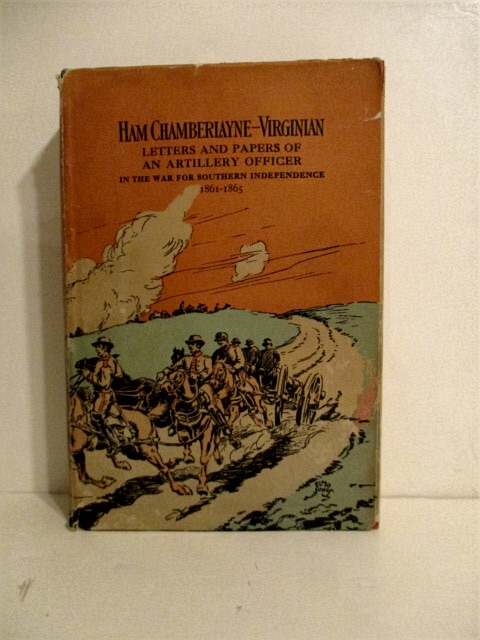 HAM CHAMBERLAYNE—VIRGINIAN
LETTERS AND PAPERS OF
AN ARTILLERY OFFICER
IN THE WAR FOR SOUTHERN INDEPENDENCE
1861-1865